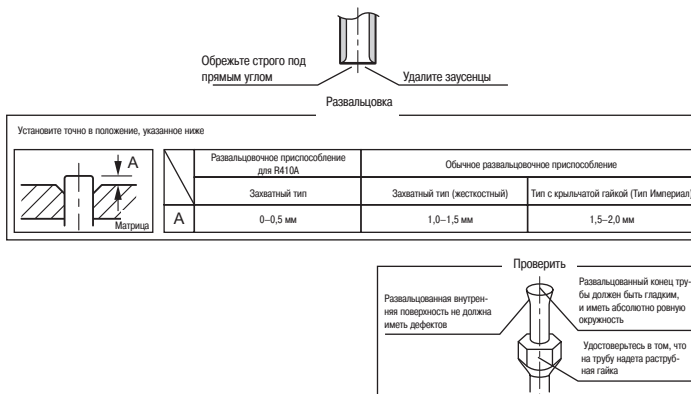 Обрежьте строго под
прямым углом
Удалите заусенцы
Развальцовка
Установите точно в положение, указанное ниже
A
Матрица
Развальцовочное приспособление
для R410A
Обычное развальцовочное приспособление
Захватный тип
Захватный тип (жесткостный)
Тип с крыльчатой гайкой (Тип Империал)
A
0–0,5 мм
1,0–1,5 мм
1,5–2,0 мм
Проверить
Развальцованная внутрен-
няя поверхность не должна
иметь дефектов
Развальцованный конец тру-
бы должен быть гладким,
и иметь абсолютно ровную
окружность
Удостоверьтесь в том, что
на трубу надета раструб-
ная гайка